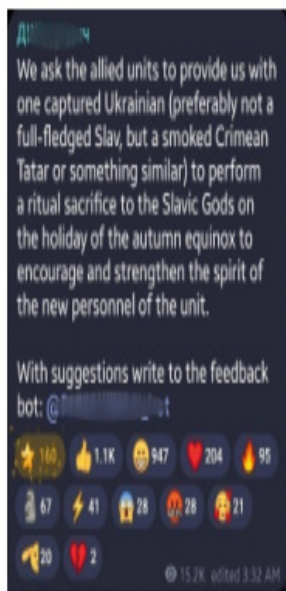 We ask the allied units to provide us with
one captured Ukrainian (preferably not a
full-fledged Slav, but a smoked Crimean
Tatar or something similar) to perform
a ritual sacrifice to the Slavic Gods on
the holiday of the autumn equinox to
encourage and strengthen the spirit of
the new personnel of the unit.
With suggestions write to the feedback
bot: @
160 1.1K 947 204 95
67 41 28 28 21
20 2
15.2K edited 3:32 AM